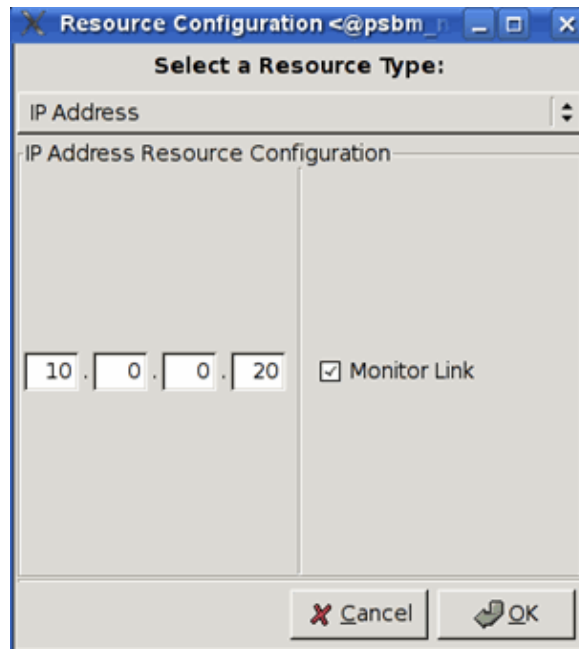 Resource Configuration <@psbm_
Select a Resource Type:
IP Address
IP Address Resource Configuration
10 . 0 . 0 . 20
Monitor Link
Cancel
OK